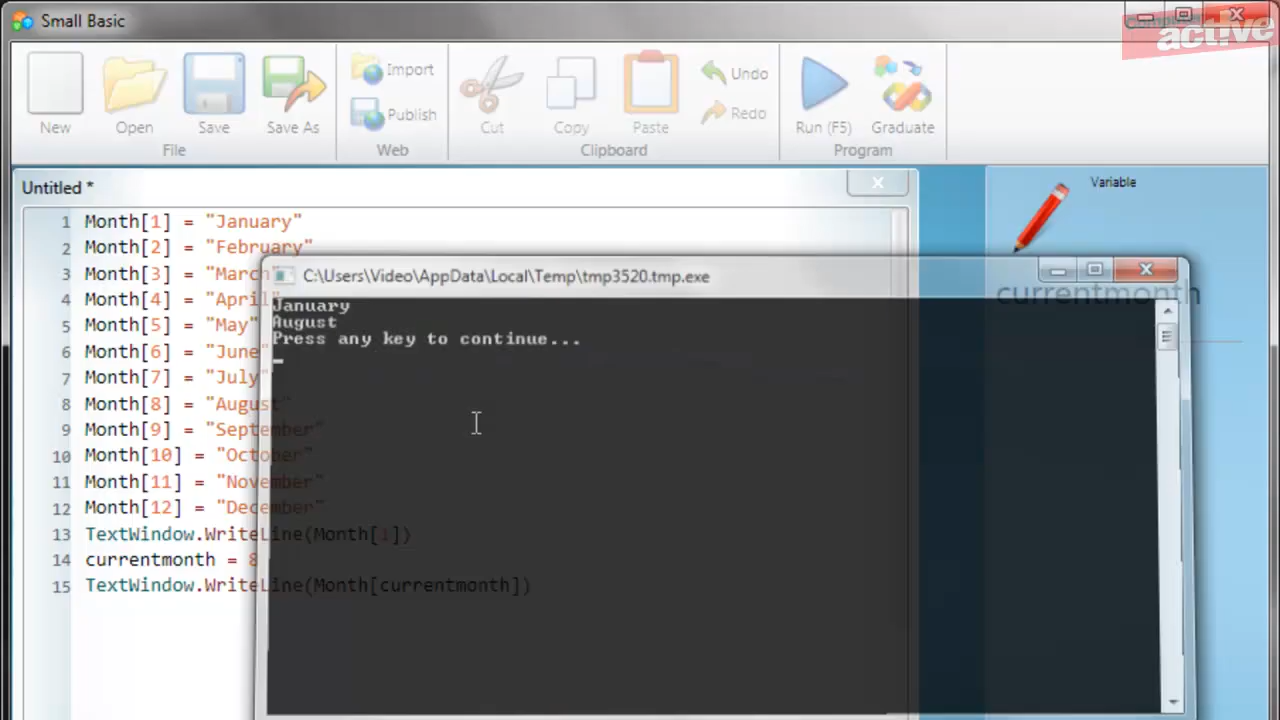 Small Basic
Computer
active
New
Open
Save
Save As
Import
Publish
Cut
Copy
Paste
Undo
Redo
Run (F5)
Graduate
File
Web
Clipboard
Program
Untitled *
Variable
currentmonth
1 Month[1] = "January"
2 Month[2] = "February"
3 Month[3] = "March"
4 Month[4] = "April"
5 Month[5] = "May"
6 Month[6] = "June"
7 Month[7] = "July"
8 Month[8] = "August"
9 Month[9] = "September"
10 Month[10] = "October"
11 Month[11] = "November"
12 Month[12] = "December"
13 TextWindow.WriteLine(Month[1])
14 currentmonth = 8
15 TextWindow.WriteLine(Month[currentmonth])
C:\Users\Video\AppData\Local\Temp\tmp3520.tmp.exe
January
August
Press any key to continue...